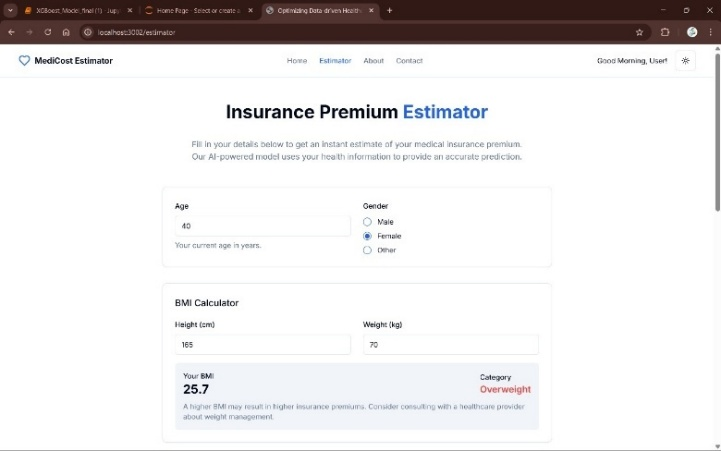 XGBoost_Model_final (1) - Jupy
Home Page - Select or create a
Optimizing Data-driven Health
localhost:3002/estimator
MediCost Estimator
Home
Estimator
About
Contact
Good Morning, User!
Insurance Premium Estimator
Fill in your details below to get an instant estimate of your medical insurance premium.
Our AI-powered model uses your health information to provide an accurate prediction.
Age
40
Your current age in years.
Gender
Male
Female
Other
BMI Calculator
Height (cm)
165
Weight (kg)
70
Your BMI
25.7
Category
Overweight
A higher BMI may result in higher insurance premiums. Consider consulting with a healthcare provider
about weight management.